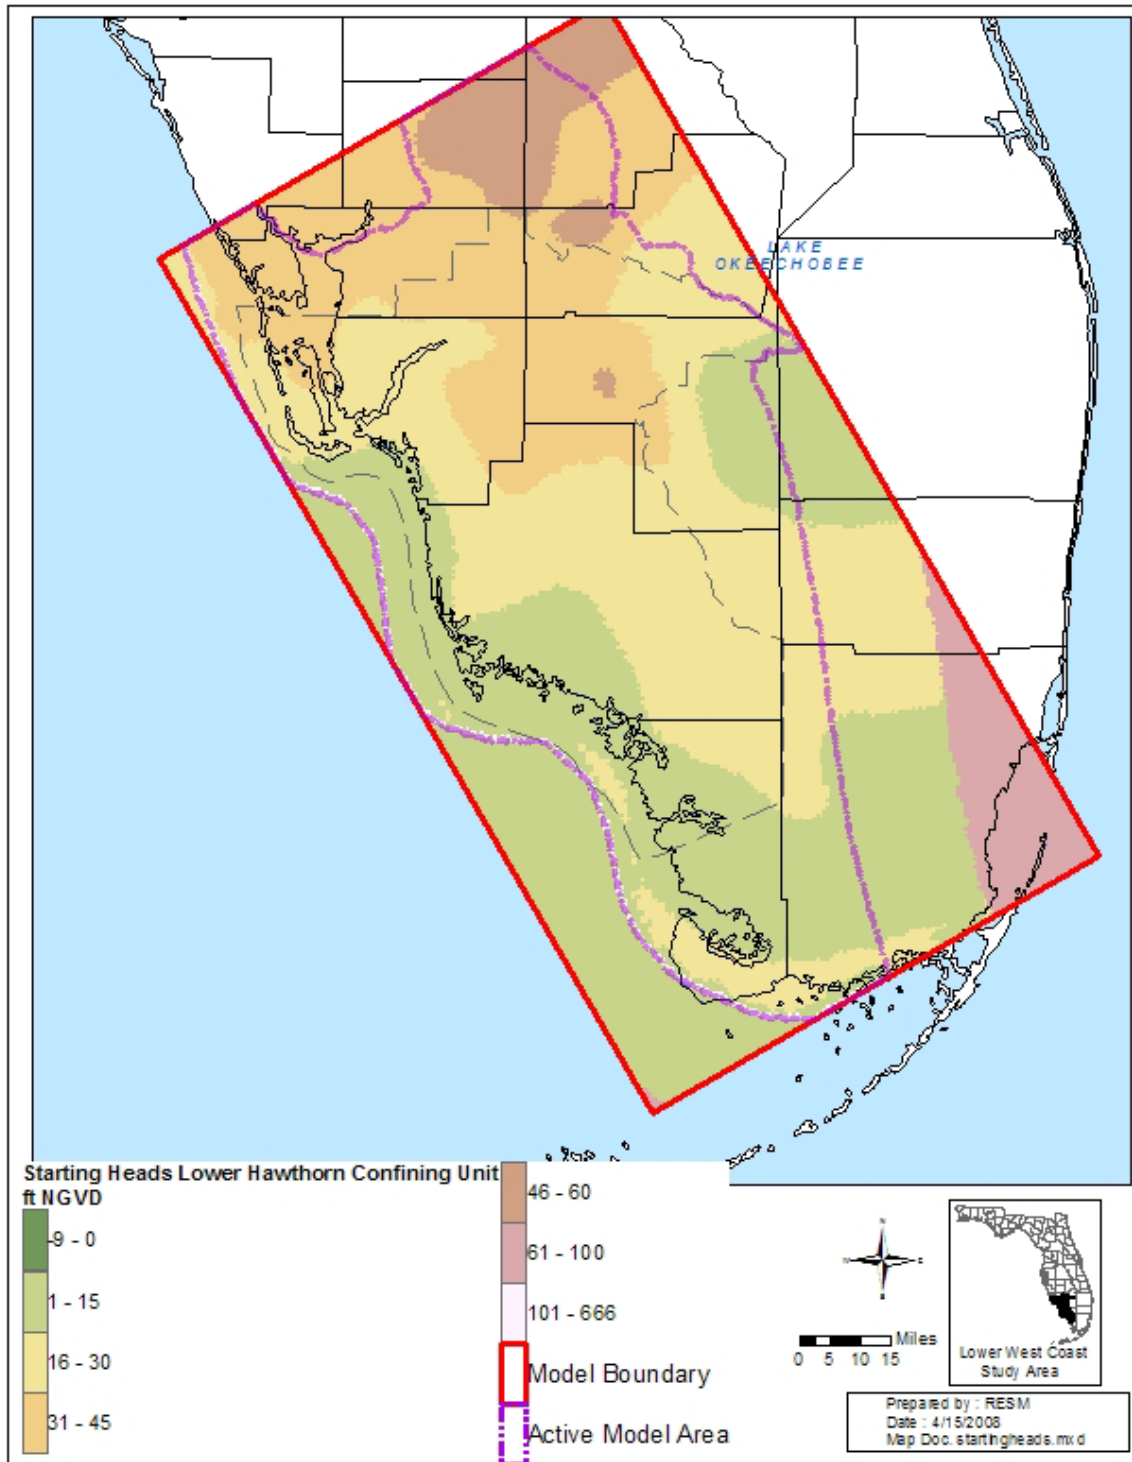 LAKE
OKEECHOBEE
Starting Heads Lower Hawthorn Confining Unit
ft NGVD
-9 - 0
1 - 15
16 - 30
31 - 45
46 - 60
61 - 100
101 - 666
Model Boundary
Active Model Area
Miles
0 5 10 15
Lower West Coast
Study Area
Prepared by : RESM
Date : 4/15/2008
Map Doc. startingheads.mxd